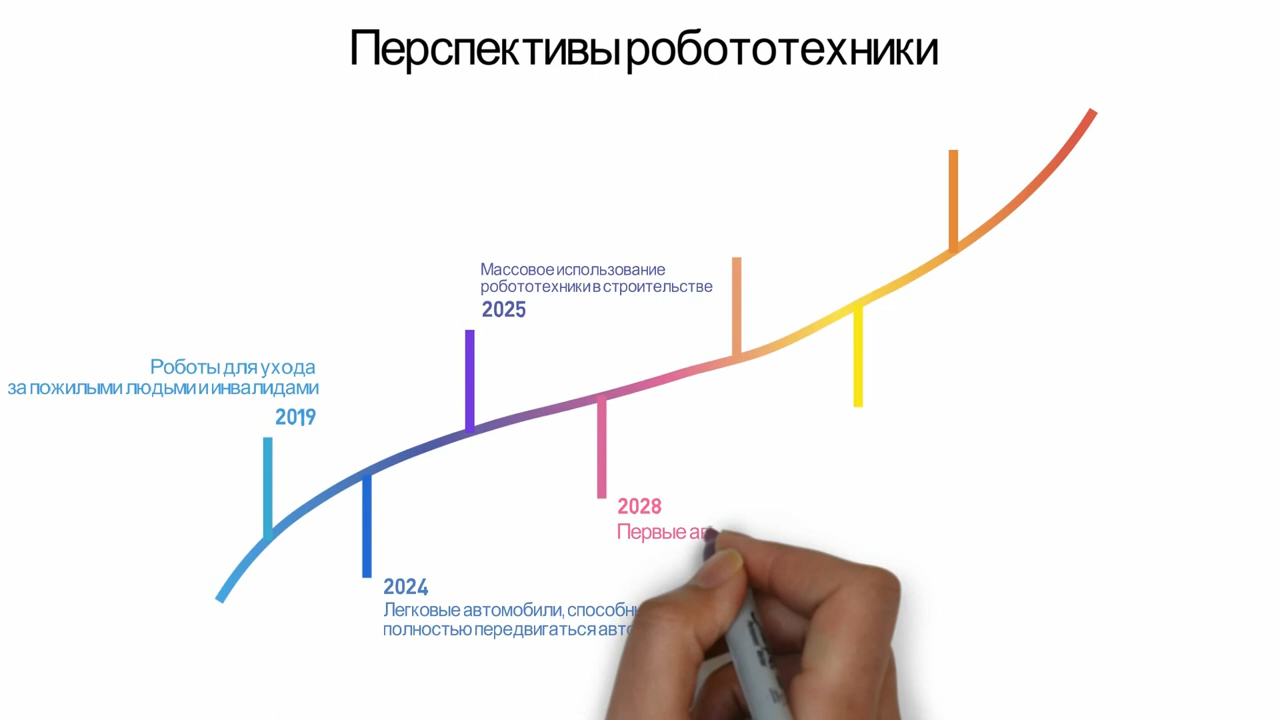 Перспективы робототехники
Массовое использование
робототехники в строительстве
2025
Роботы для ухода
за пожилыми людьми и инвалидами
2019
2028
Первые
2024
Легковые автомобили,
полностью передвигаться